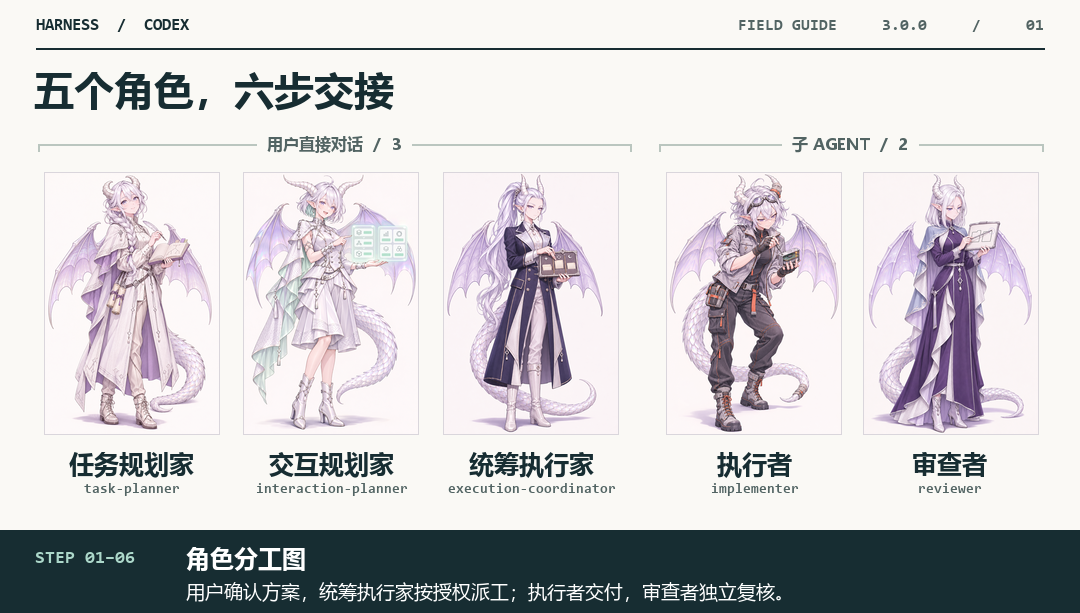 HARNESS / CODEX
FIELD GUIDE 3.0.0 / 01
五个角色，六步交接
用户直接对话 / 3
子 AGENT / 2
任务规划家
task-planner
交互规划家
interaction-planner
统筹执行家
execution-coordinator
执行者
implementer
审查者
reviewer
STEP 01–06
角色分工图
用户确认方案，统筹执行家按授权派工；执行者交付，审查者独立复核。